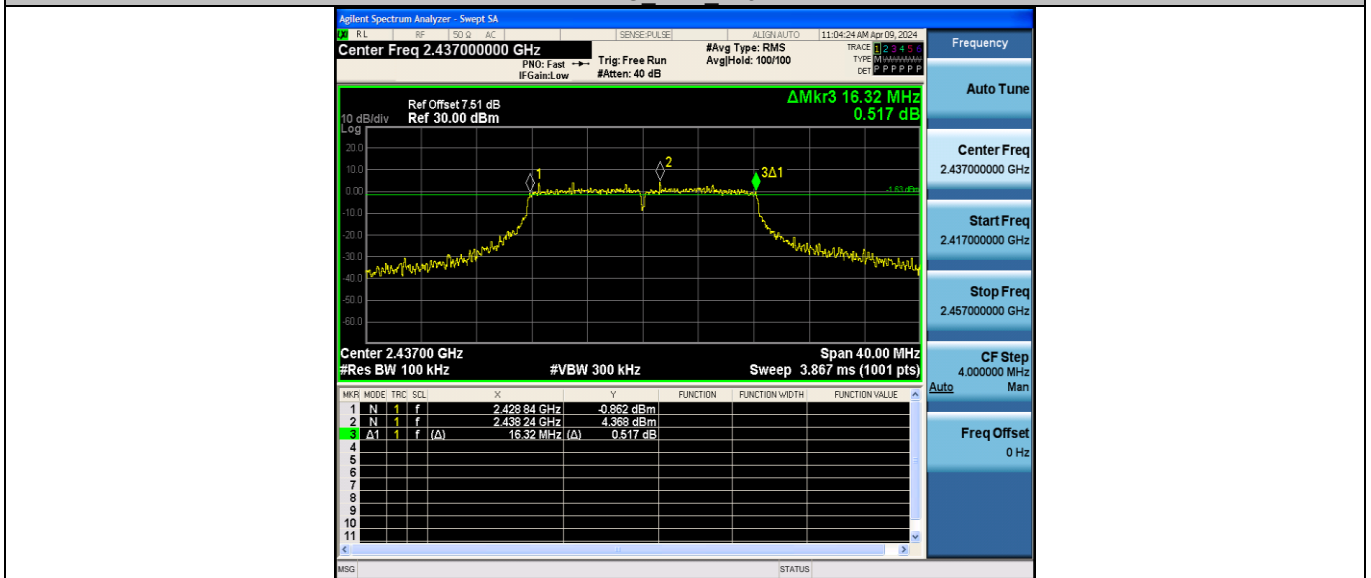 Agilent Spectrum Analyzer - Swept SA
RL RF 50 Ω AC SENSE:PULSE ALIGNAUTO 11:04:24 AM Apr 09, 2024
Center Freq 2.437000000 GHz
PNO: Fast
IFGain:Low
Trig: Free Run
#Atten: 40 dB
#Avg Type: RMS
Avg|Hold: 100/100
TRACE 1 2 3 4 5 6
TYPE M
DET P P P P P P
ΔMkr3 16.32 MHz
0.517 dB
Ref Offset 7.51 dB
10 dB/div Ref 30.00 dBm
Log
20.0
10.0
0.00
-10.0
-20.0
-30.0
-40.0
-50.0
-60.0
1
2
3Δ1
-1.63 dBm
Center 2.43700 GHz Span 40.00 MHz
#Res BW 100 kHz #VBW 300 kHz Sweep 3.867 ms (1001 pts)
MKR MODE TRC SCL X Y FUNCTION FUNCTION WIDTH FUNCTION VALUE
1 N 1 f 2.428 84 GHz -0.862 dBm
2 N 1 f 2.438 24 GHz 4.368 dBm
3 Δ1 1 f (Δ) 16.32 MHz (Δ) 0.517 dB
4
5
6
7
8
9
10
11
MSG STATUS
Frequency
Auto Tune
Center Freq
2.437000000 GHz
Start Freq
2.417000000 GHz
Stop Freq
2.457000000 GHz
CF Step
4.000000 MHz
Auto Man
Freq Offset
0 Hz